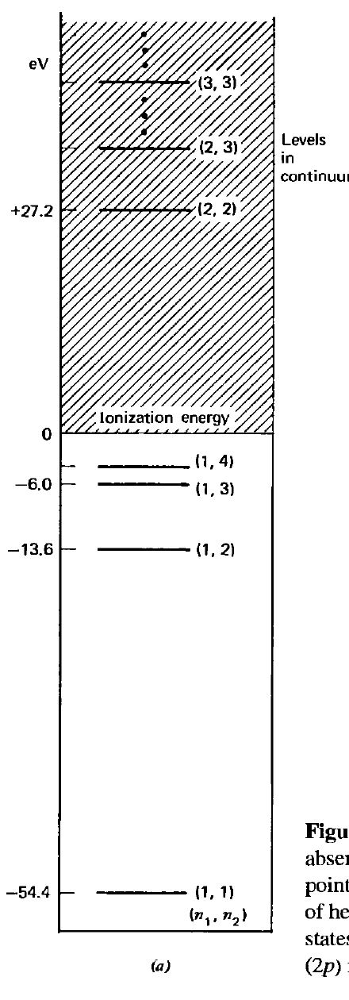 eV
(3, 3)
(2, 3)
Levels
in
continuum
+27.2
(2, 2)
Ionization energy
0
(1, 4)
−6.0
(1, 3)
−13.6
(1, 2)
−54.4
(1, 1)
(n₁, n₂)
(a)
Figu
absen
point
of he
states
(2p)